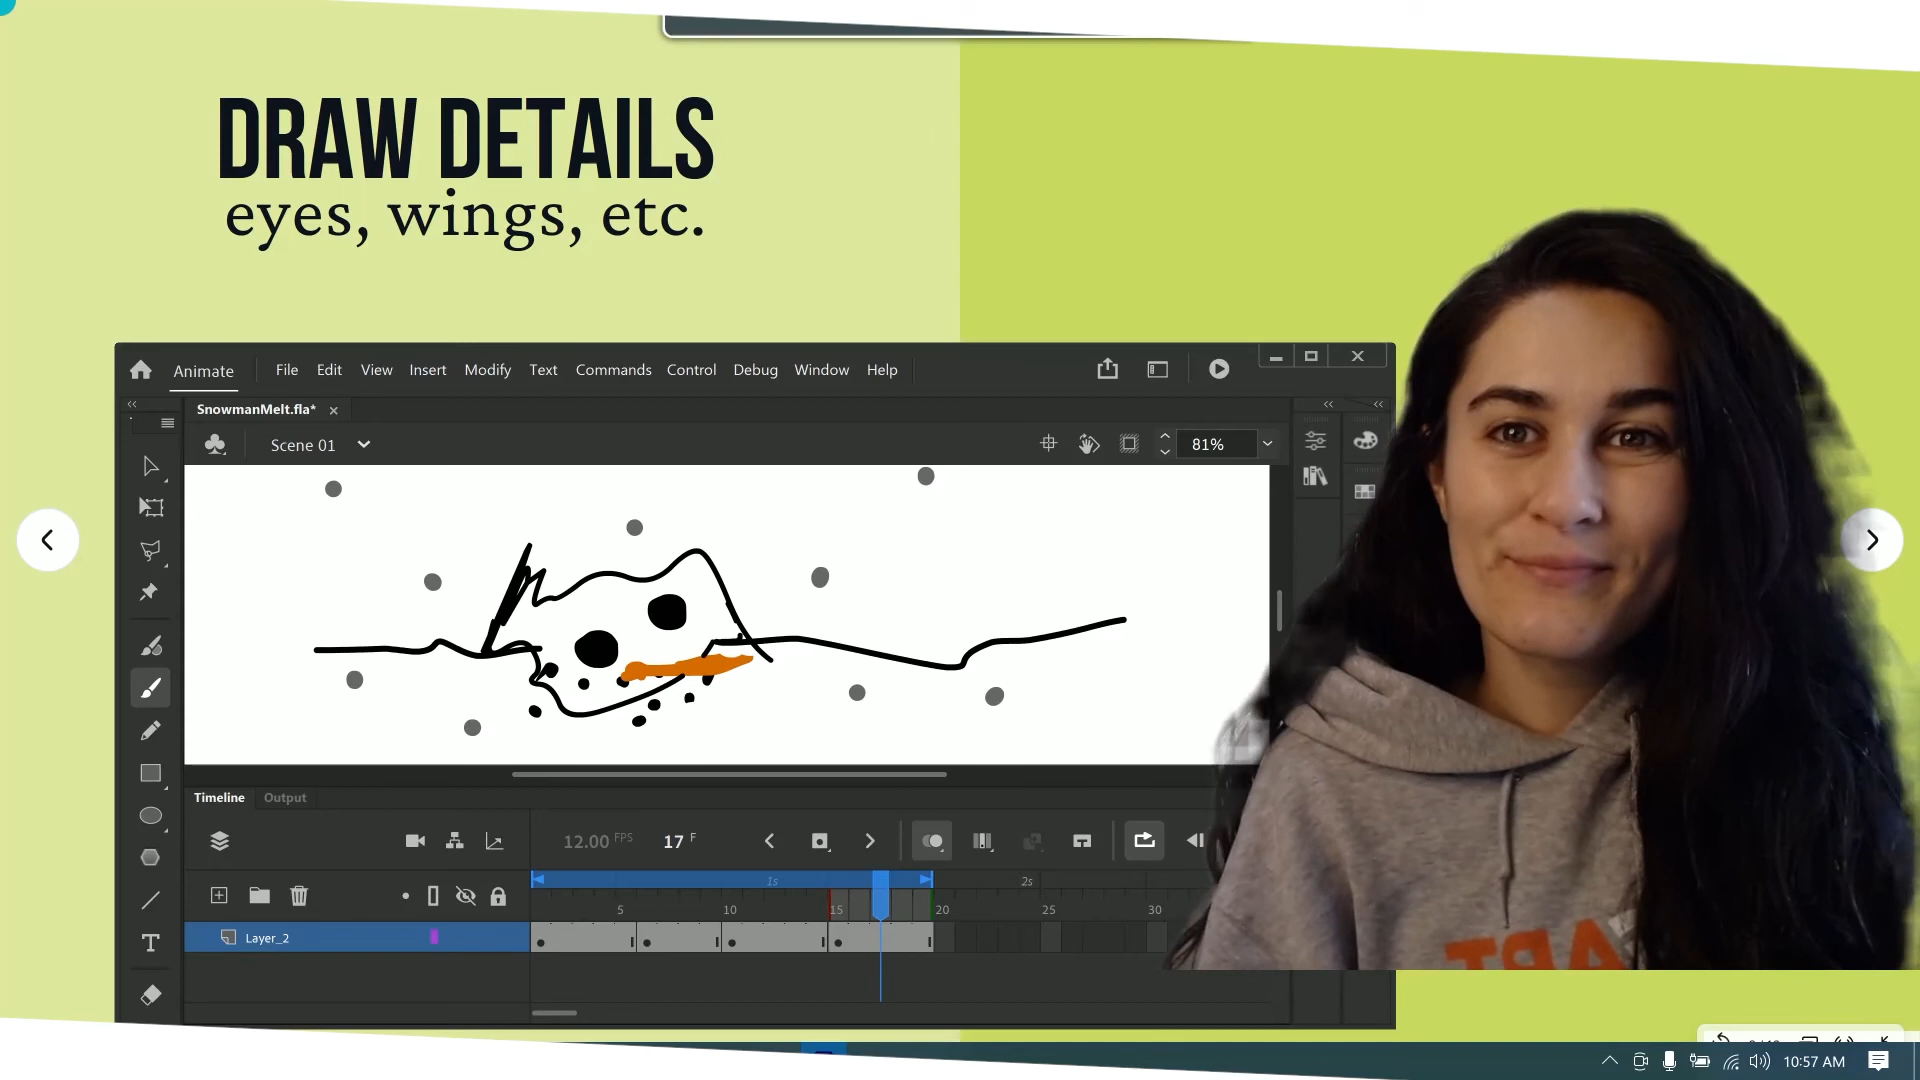 DRAW DETAILS
eyes, wings, etc.
Animate File Edit View Insert Modify Text Commands Control Debug Window Help
SnowmanMelt.fla*
Scene 01
81%
Timeline Output
12.00 FPS 17 F
1s 2s
5 10 15 20 25 30
Layer_2
ART
10:57 AM